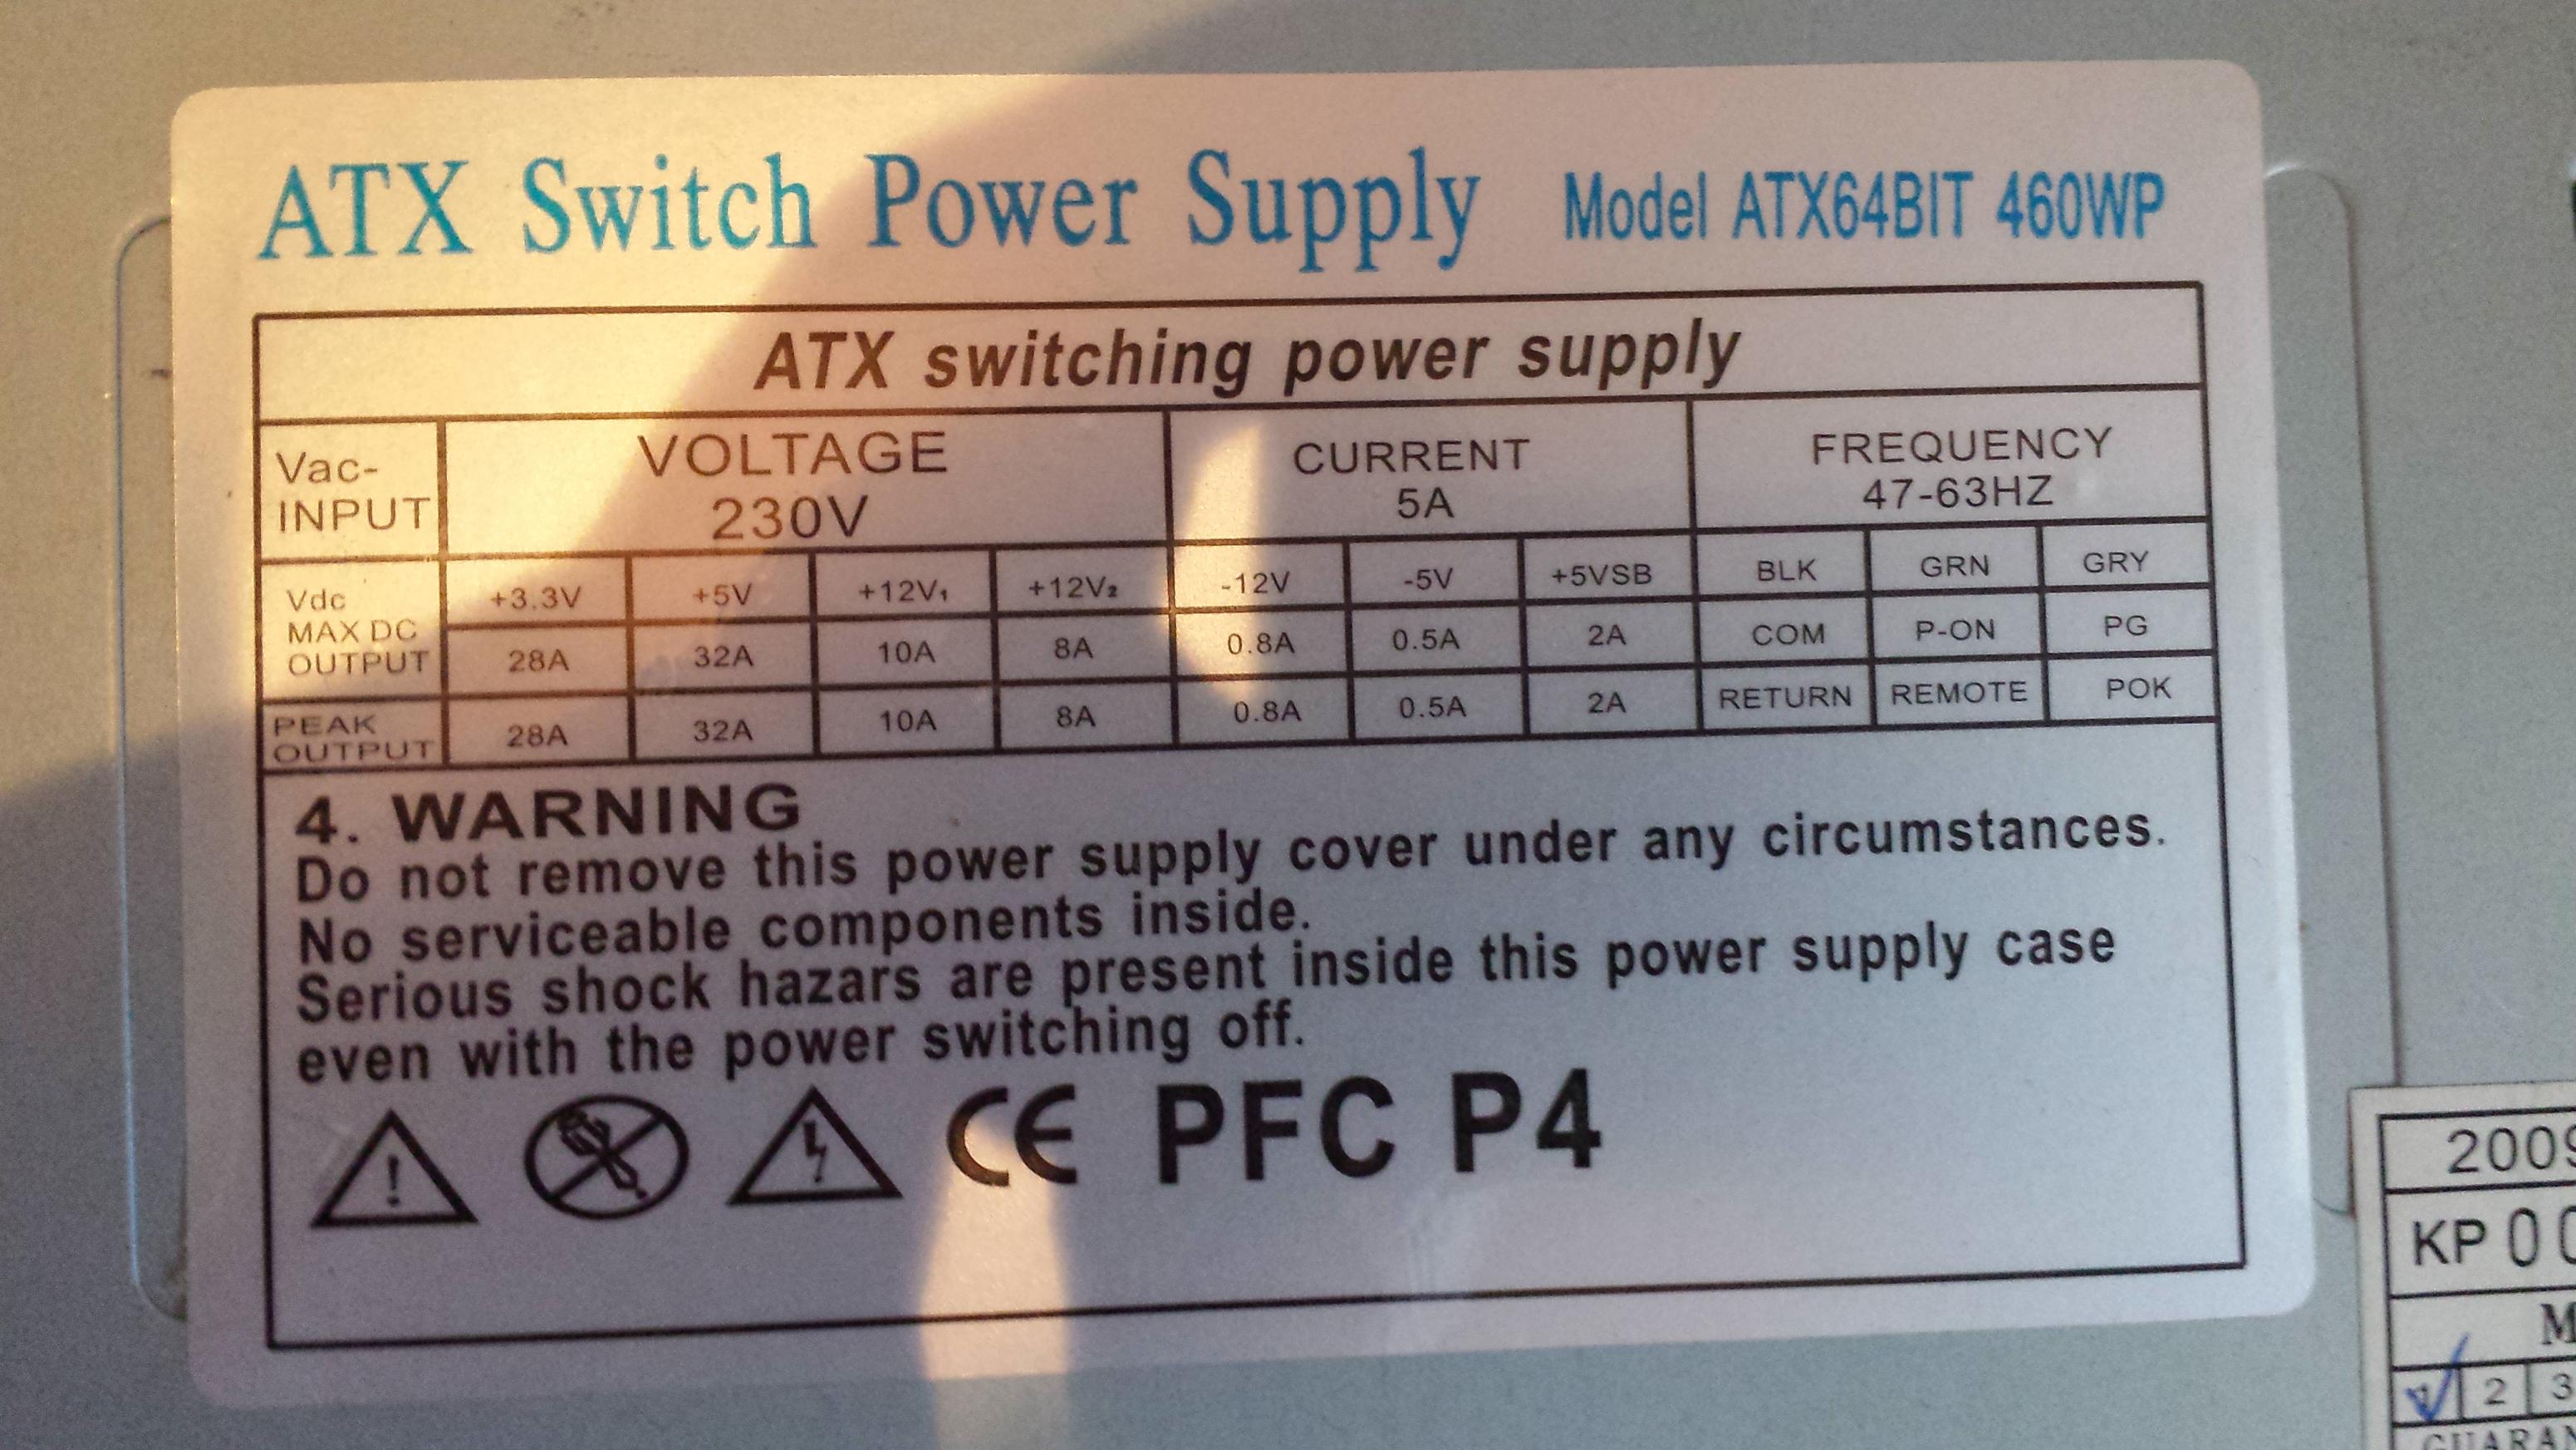 ATX Switch Power Supply Model ATX64BIT 460WP
ATX switching power supply
Vac-
INPUT
VOLTAGE
230V
CURRENT
5A
FREQUENCY
47-63HZ
Vdc
MAX DC
OUTPUT
+3.3V +5V +12V₁ +12V₂ -12V -5V +5VSB BLK GRN GRY
28A 32A 10A 8A 0.8A 0.5A 2A COM P-ON PG
PEAK
OUTPUT
28A 32A 10A 8A 0.8A 0.5A 2A RETURN REMOTE POK
4. WARNING
Do not remove this power supply cover under any circumstances.
No serviceable components inside.
Serious shock hazars are present inside this power supply case
even with the power switching off.
! CE PFC P4
2009
KP 0
M
2 3